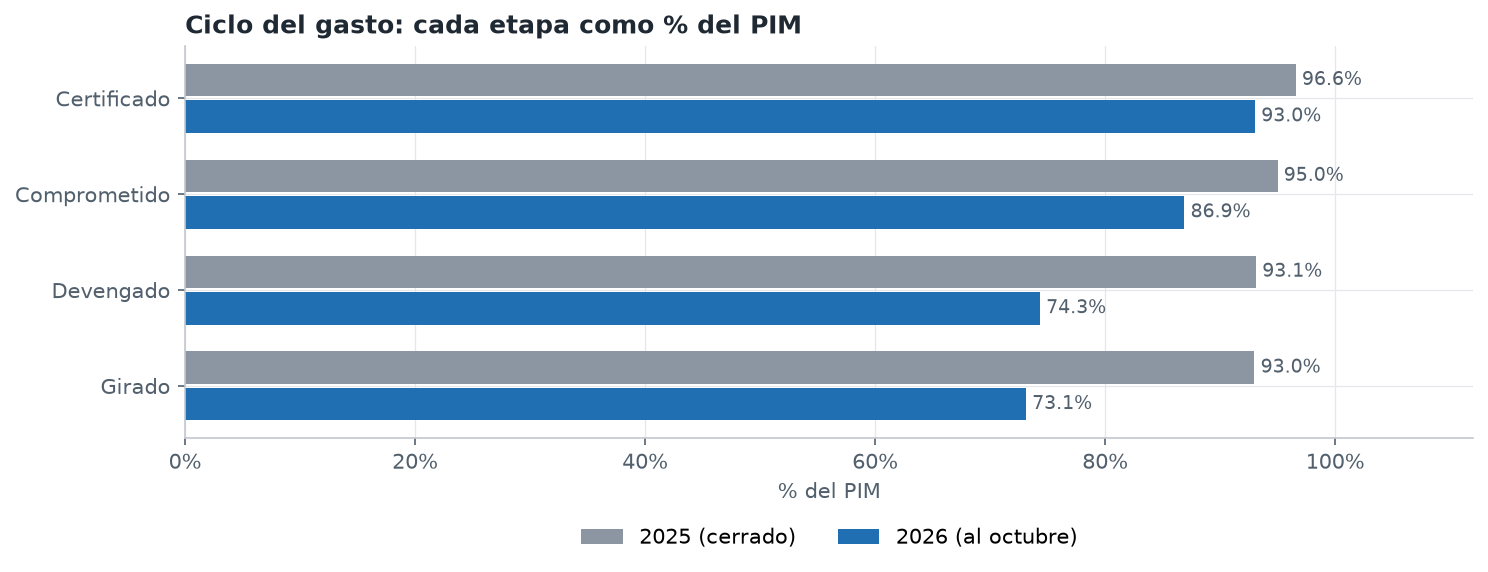 Ciclo del gasto: cada etapa como % del PIM
Certificado
96.6%
93.0%
Comprometido
95.0%
86.9%
Devengado
93.1%
74.3%
Girado
93.0%
73.1%
0% 20% 40% 60% 80% 100%
% del PIM
2025 (cerrado) 2026 (al octubre)